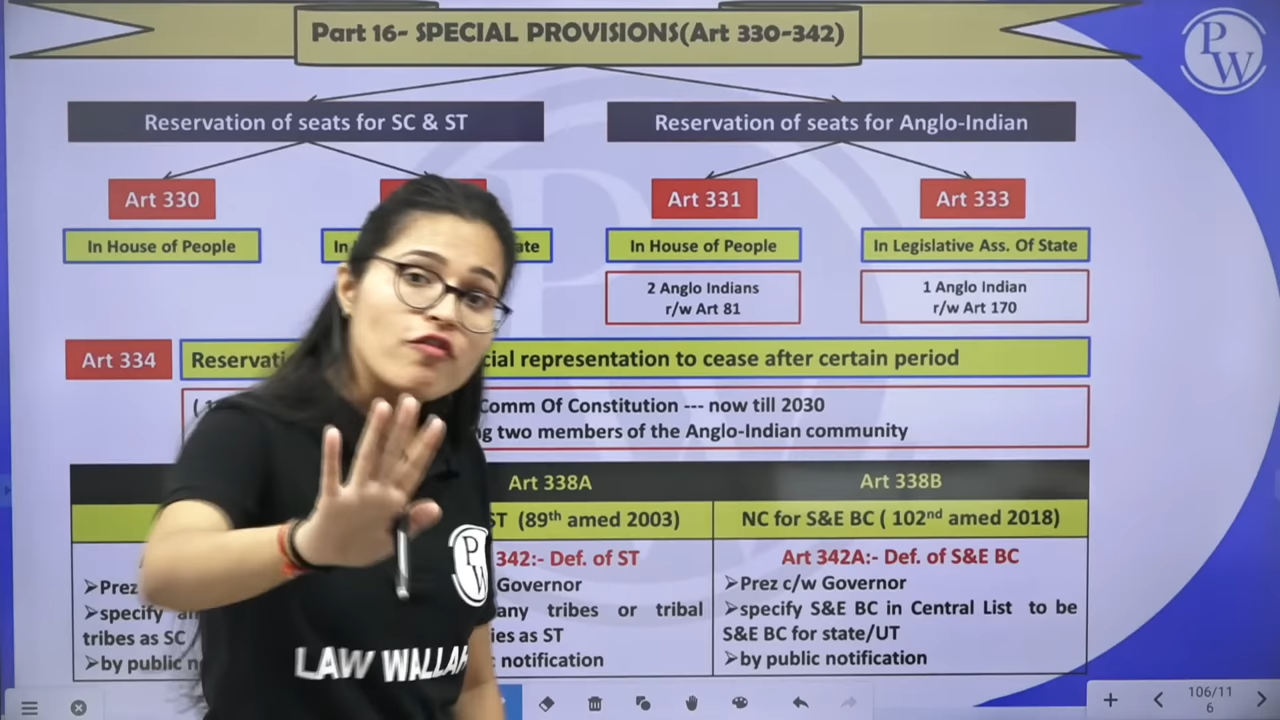 Part 16- SPECIAL PROVISIONS(Art 330-342)
PW
Reservation of seats for SC & ST
Reservation of seats for Anglo-Indian
Art 330
Art 331
Art 333
In House of People
In
ate
In House of People
In Legislative Ass. Of State
2 Anglo Indians
r/w Art 81
1 Anglo Indian
r/w Art 170
Art 334
Reservati cial representation to cease after certain period
Comm Of Constitution --- now till 2030
ng two members of the Anglo-Indian community
Art 338A
Art 338B
ST (89th amed 2003)
NC for S&E BC ( 102nd amed 2018)
342:- Def. of ST
Art 342A:- Def. of S&E BC
➢Prez
Governor
➢Prez c/w Governor
➢specify an
any tribes or tribal
➢specify S&E BC in Central List to be
tribes as SC
ies as ST
S&E BC for state/UT
➢by public n
notification
➢by public notification
PW
LAW WALLAH
106/11
6